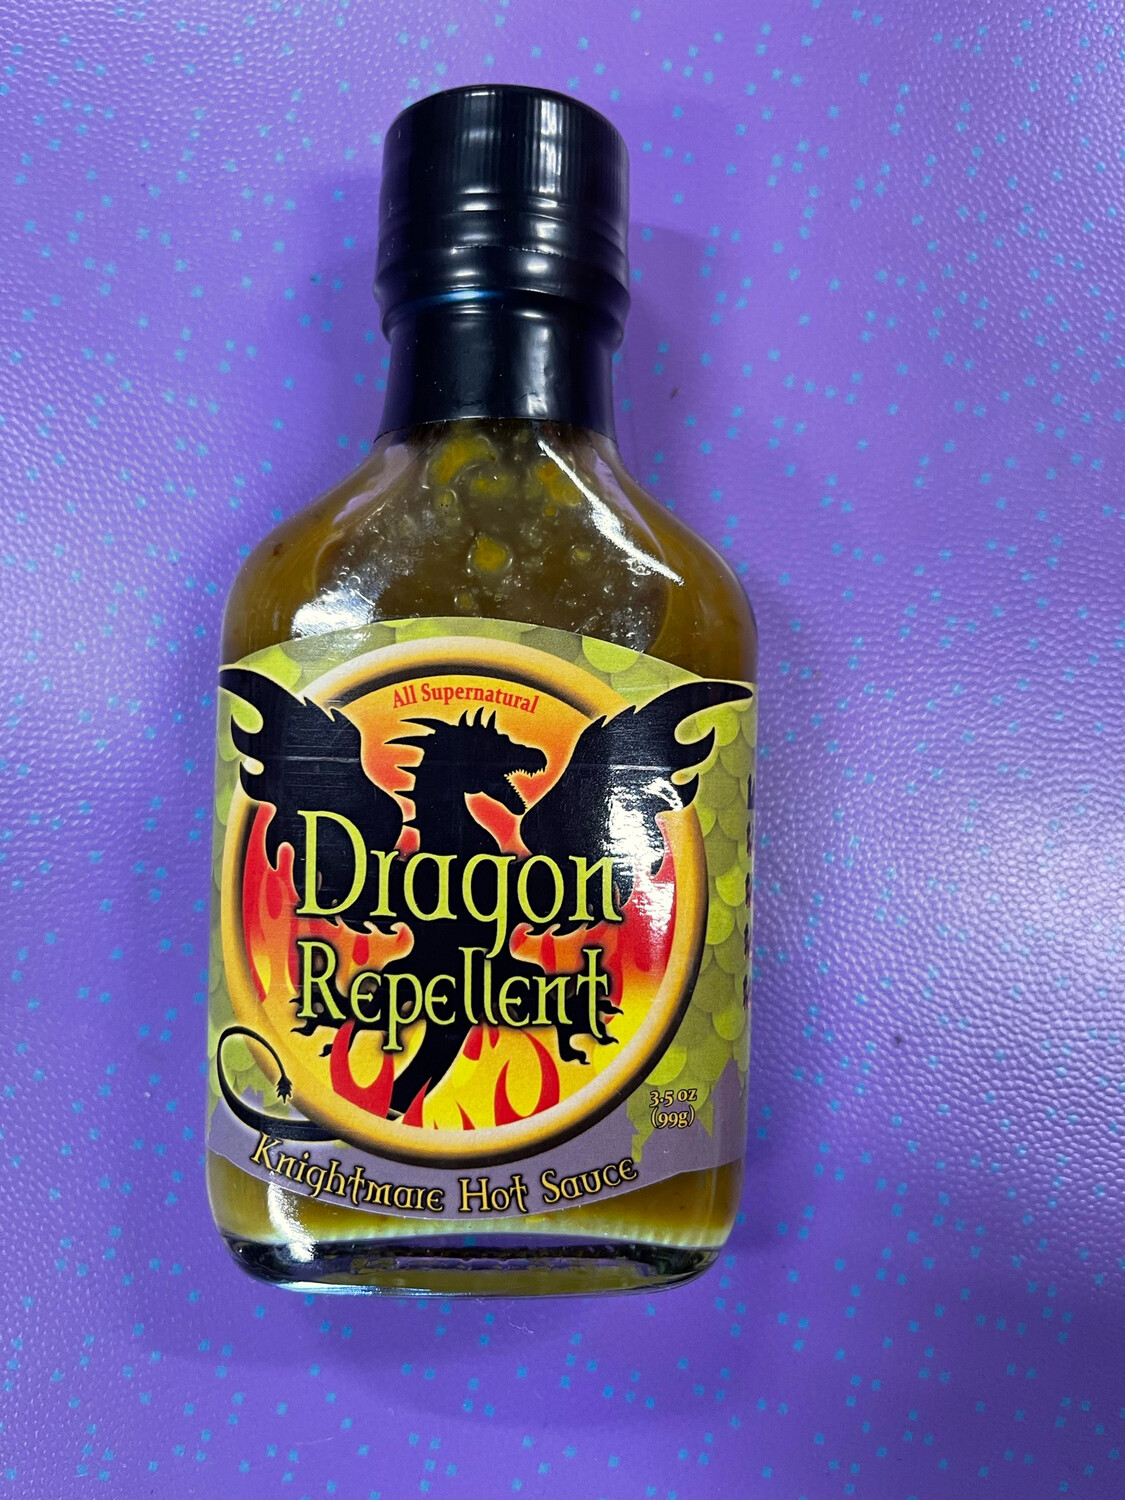 All Supernatural
Dragon
Repellent
3.5 oz
(99g)
Knightmare Hot Sauce